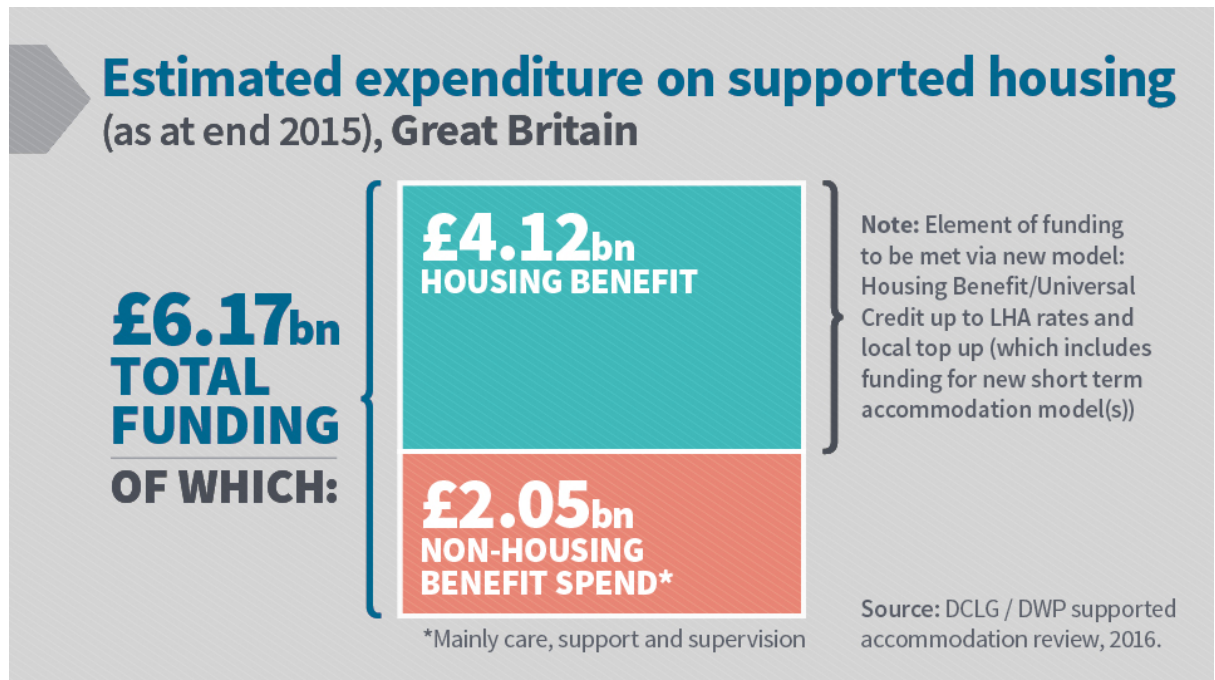 Estimated expenditure on supported housing
(as at end 2015), Great Britain
£6.17bn
TOTAL
FUNDING
OF WHICH:
£4.12bn
HOUSING BENEFIT
£2.05bn
NON-HOUSING
BENEFIT SPEND*
*Mainly care, support and supervision
Note: Element of funding
to be met via new model:
Housing Benefit/Universal
Credit up to LHA rates and
local top up (which includes
funding for new short term
accommodation model(s))
Source: DCLG / DWP supported
accommodation review, 2016.